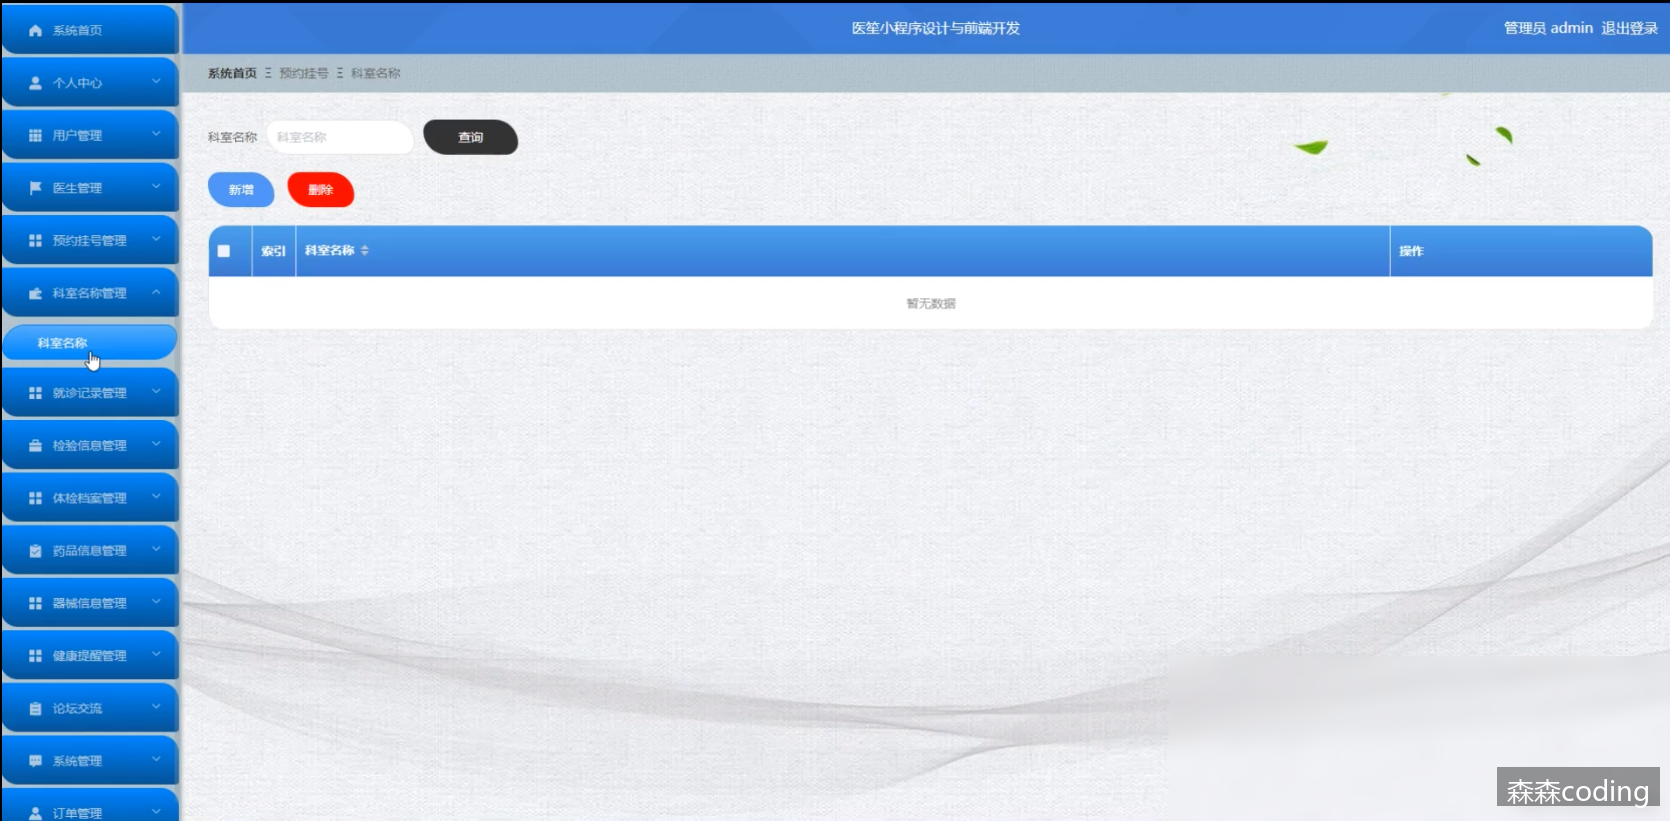 系统首页
个人中心
用户管理
医生管理
预约挂号管理
科室名称管理
科室名称
就诊记录管理
检验信息管理
体检档案管理
药品信息管理
器械信息管理
健康提醒管理
论坛交流
系统管理
订单管理
医笙小程序设计与前端开发
管理员 admin 退出登录
系统首页 Ξ 预约挂号 Ξ 科室名称
科室名称 科室名称 查询
新增 删除
索引 科室名称 操作
暂无数据
森森coding